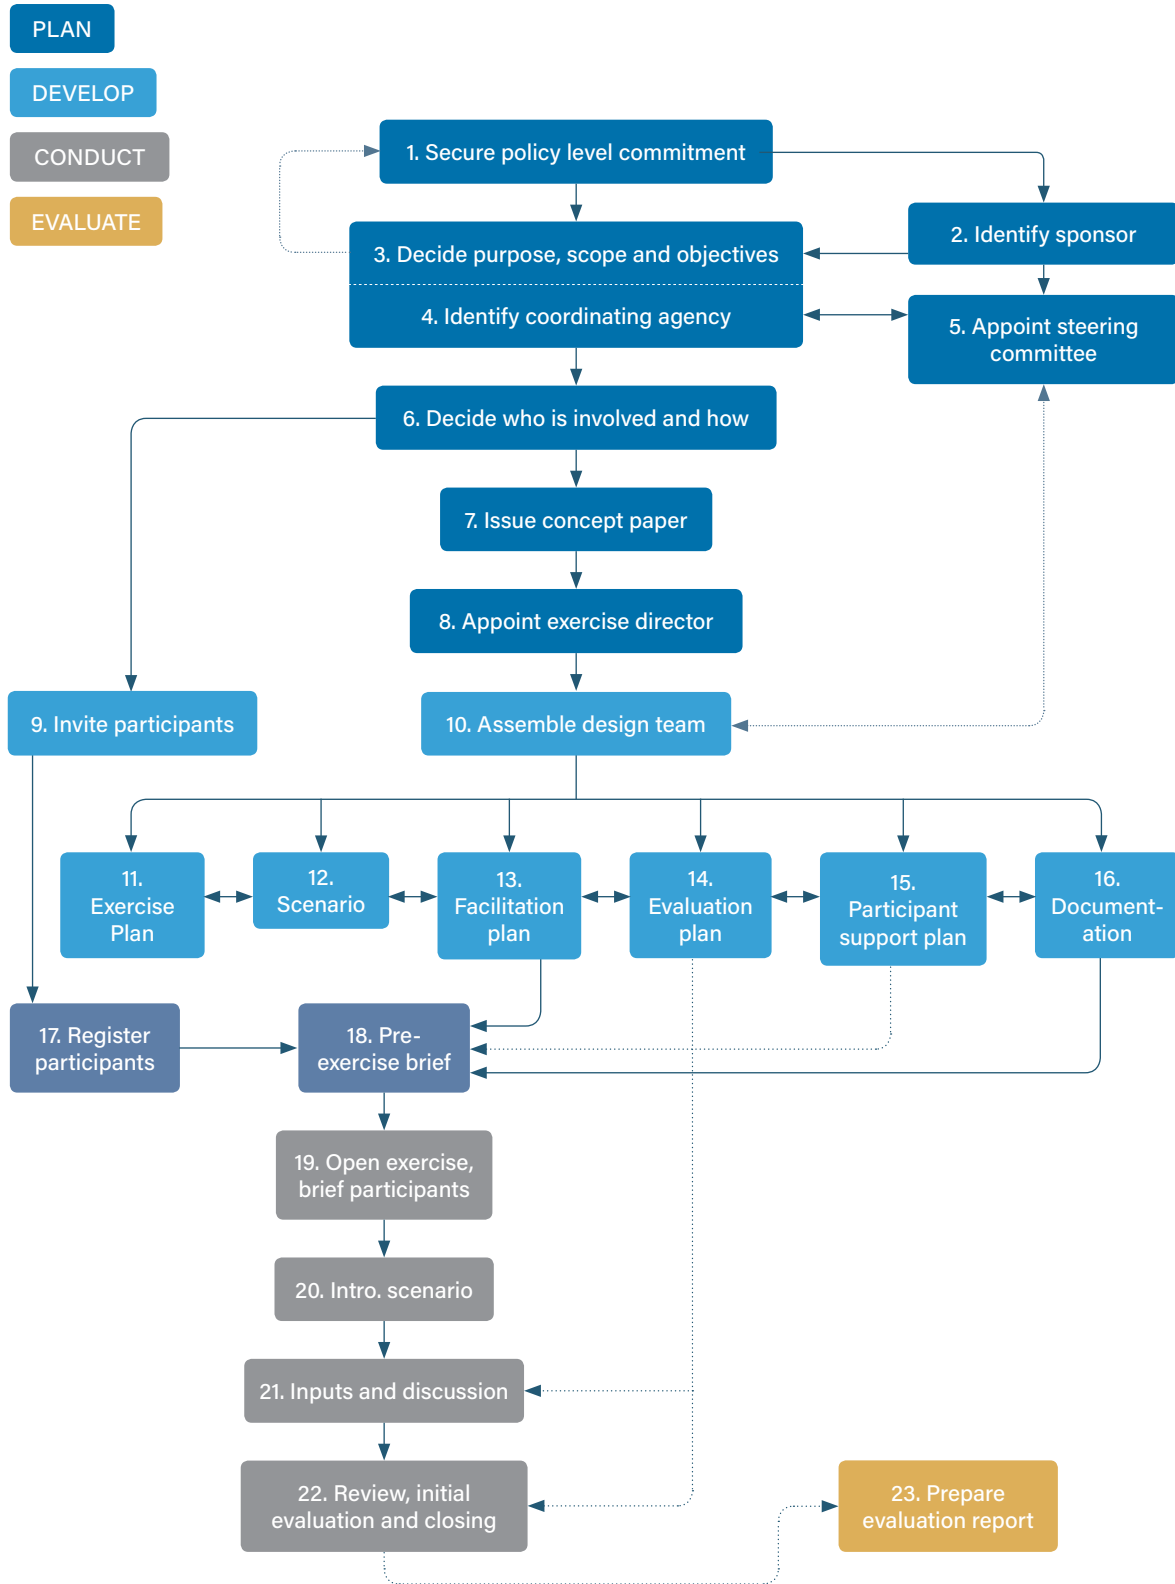 PLAN
DEVELOP
CONDUCT
EVALUATE
1. Secure policy level commitment
2. Identify sponsor
3. Decide purpose, scope and objectives
4. Identify coordinating agency
5. Appoint steering
committee
6. Decide who is involved and how
7. Issue concept paper
8. Appoint exercise director
9. Invite participants
10. Assemble design team
11.
Exercise
Plan
12.
Scenario
13.
Facilitation
plan
14.
Evaluation
plan
15.
Participant
support plan
16.
Document-
ation
17. Register
participants
18. Pre-
exercise brief
19. Open exercise,
brief participants
20. Intro. scenario
21. Inputs and discussion
22. Review, initial
evaluation and closing
23. Prepare
evaluation report